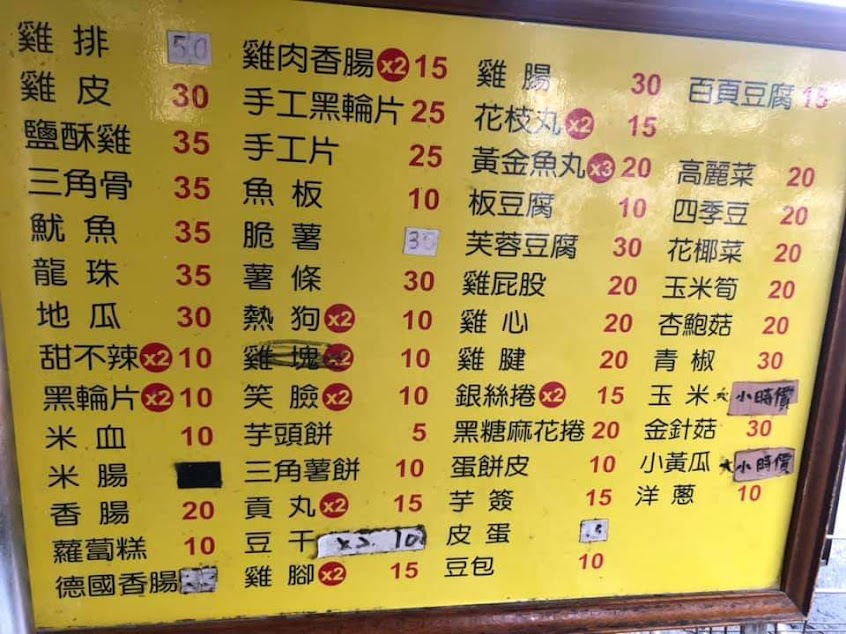 雞排 50
雞皮 30
鹽酥雞 35
三角骨 35
魷魚 35
龍珠 35
地瓜 30
甜不辣 x2 10
黑輪片 x2 10
米血 10
米腸
香腸 20
蘿蔔糕 10
德國香腸
雞肉香腸 x2 15
手工黑輪片 25
手工片 25
魚板 10
脆薯 30
薯條 30
熱狗 x2 10
雞塊 x2 10
笑臉 x2 10
芋頭餅 5
三角薯餅 10
貢丸 x2 15
豆干 10
雞腳 x2 15
雞腸 30
花枝丸 x2 15
黃金魚丸 x3 20
板豆腐 10
芙蓉豆腐 30
雞屁股 20
雞心 20
雞腱 20
銀絲捲 x2 15
黑糖麻花捲 20
蛋餅皮 10
芋簽 15
皮蛋
豆包 10
百頁豆腐 15
高麗菜 20
四季豆 20
花椰菜 20
玉米筍 20
杏鮑菇 20
青椒 30
玉米 大小時價
金針菇 30
小黃瓜 大小時價
洋蔥 10